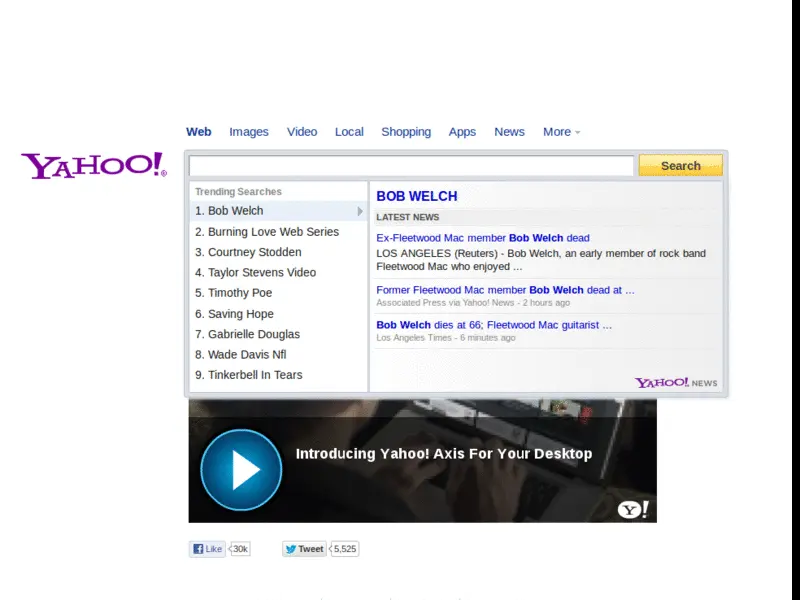 Web Images Video Local Shopping Apps News More
YAHOO!®
Search
Trending Searches
1. Bob Welch
2. Burning Love Web Series
3. Courtney Stodden
4. Taylor Stevens Video
5. Timothy Poe
6. Saving Hope
7. Gabrielle Douglas
8. Wade Davis Nfl
9. Tinkerbell In Tears
BOB WELCH
LATEST NEWS
Ex-Fleetwood Mac member Bob Welch dead
LOS ANGELES (Reuters) - Bob Welch, an early member of rock band
Fleetwood Mac who enjoyed ...
Former Fleetwood Mac member Bob Welch dead at ...
Associated Press via Yahoo! News - 2 hours ago
Bob Welch dies at 66; Fleetwood Mac guitarist ...
Los Angeles Times - 6 minutes ago
YAHOO! NEWS
Introducing Yahoo! Axis For Your Desktop
Y!
Like 30k
Tweet 5,525